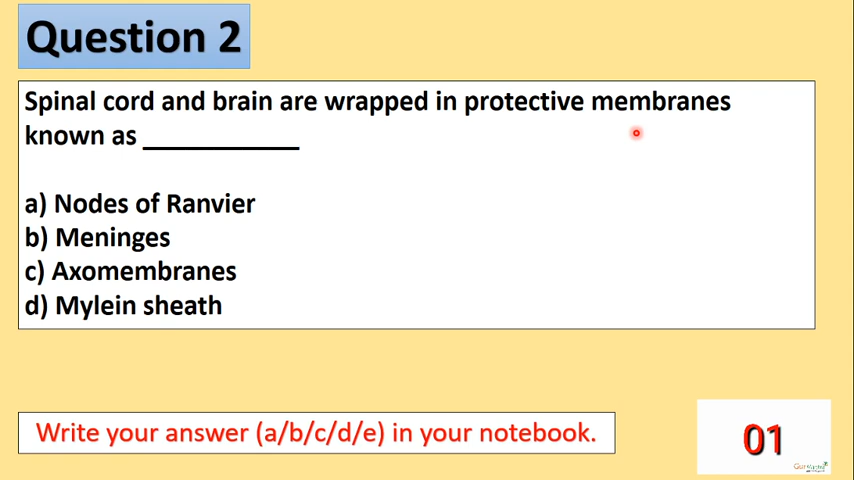 Question 2
Spinal cord and brain are wrapped in protective membranes
known as ___________
a) Nodes of Ranvier
b) Meninges
c) Axomembranes
d) Mylein sheath
Write your answer (a/b/c/d/e) in your notebook.
01